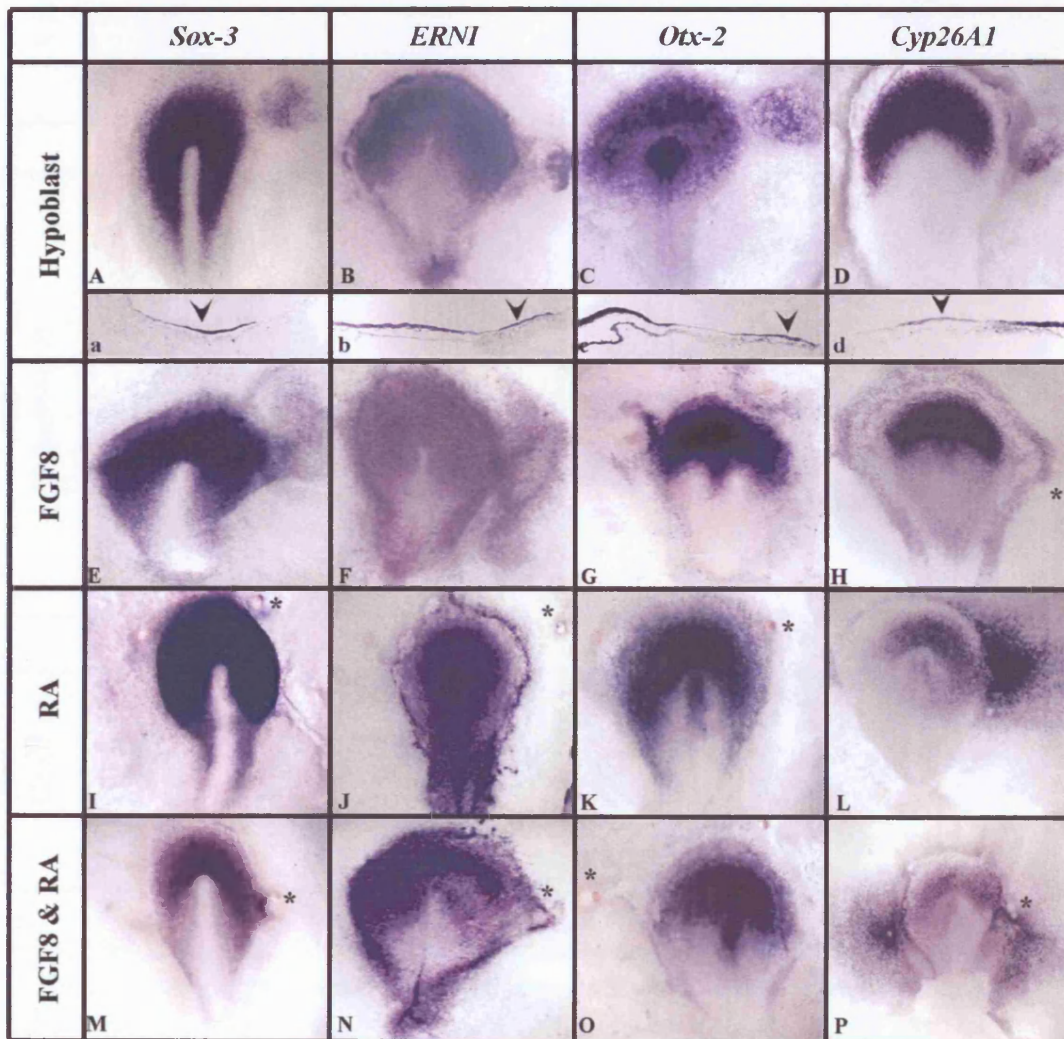 Sox-3 ERNI Otx-2 Cyp26A1
Hypoblast
A B C D
a b c d
FGF8
E F G H
*
RA
I J K L
* * *
FGF8 & RA
M N O P
* * * *